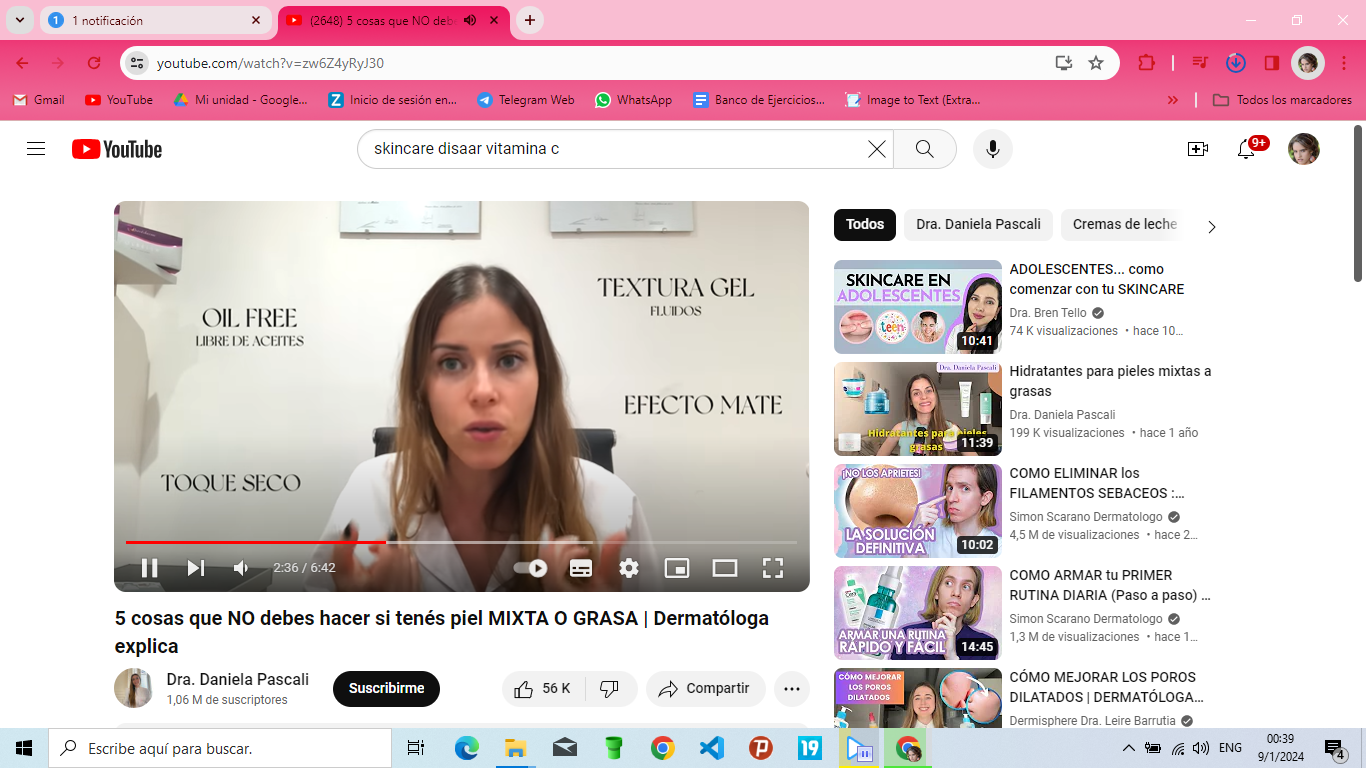 1 notificación
(2648) 5 cosas que NO debe
youtube.com/watch?v=zw6Z4yRyJ30
Gmail
YouTube
Mi unidad - Google...
Inicio de sesión en...
Telegram Web
WhatsApp
Banco de Ejercicios...
Image to Text (Extra...
Todos los marcadores
YouTube
skincare disaar vitamina c
9+
OIL FREE
LIBRE DE ACEITES
TEXTURA GEL
FLUIDOS
EFECTO MATE
TOQUE SECO
2:36 / 6:42
5 cosas que NO debes hacer si tenés piel MIXTA O GRASA | Dermatóloga
explica
Dra. Daniela Pascali
1,06 M de suscriptores
Suscribirme
56 K
Compartir
Todos
Dra. Daniela Pascali
Cremas de leche
SKINCARE EN
ADOLESCENTES
teen
10:41
ADOLESCENTES... como
comenzar con tu SKINCARE
Dra. Bren Tello
74 K visualizaciones • hace 10...
Dra. Daniela Pascali
Hidratantes para pieles
grasas
11:39
Hidratantes para pieles mixtas a
grasas
Dra. Daniela Pascali
199 K visualizaciones • hace 1 año
¡NO LOS APRIETES!
LA SOLUCIÓN
DEFINITIVA
10:02
COMO ELIMINAR los
FILAMENTOS SEBACEOS :...
Simon Scarano Dermatologo
4,5 M de visualizaciones • hace 2...
ARMAR UNA RUTINA
RÁPIDO Y FÁCIL
14:45
COMO ARMAR tu PRIMER
RUTINA DIARIA (Paso a paso) ...
Simon Scarano Dermatologo
1,3 M de visualizaciones • hace 1...
CÓMO MEJORAR
LOS POROS
DILATADOS
CÓMO MEJORAR LOS POROS
DILATADOS | DERMATÓLOGA...
Dermisphere Dra. Leire Barrutia
Escribe aquí para buscar.
19
ENG
00:39
9/1/2024
4